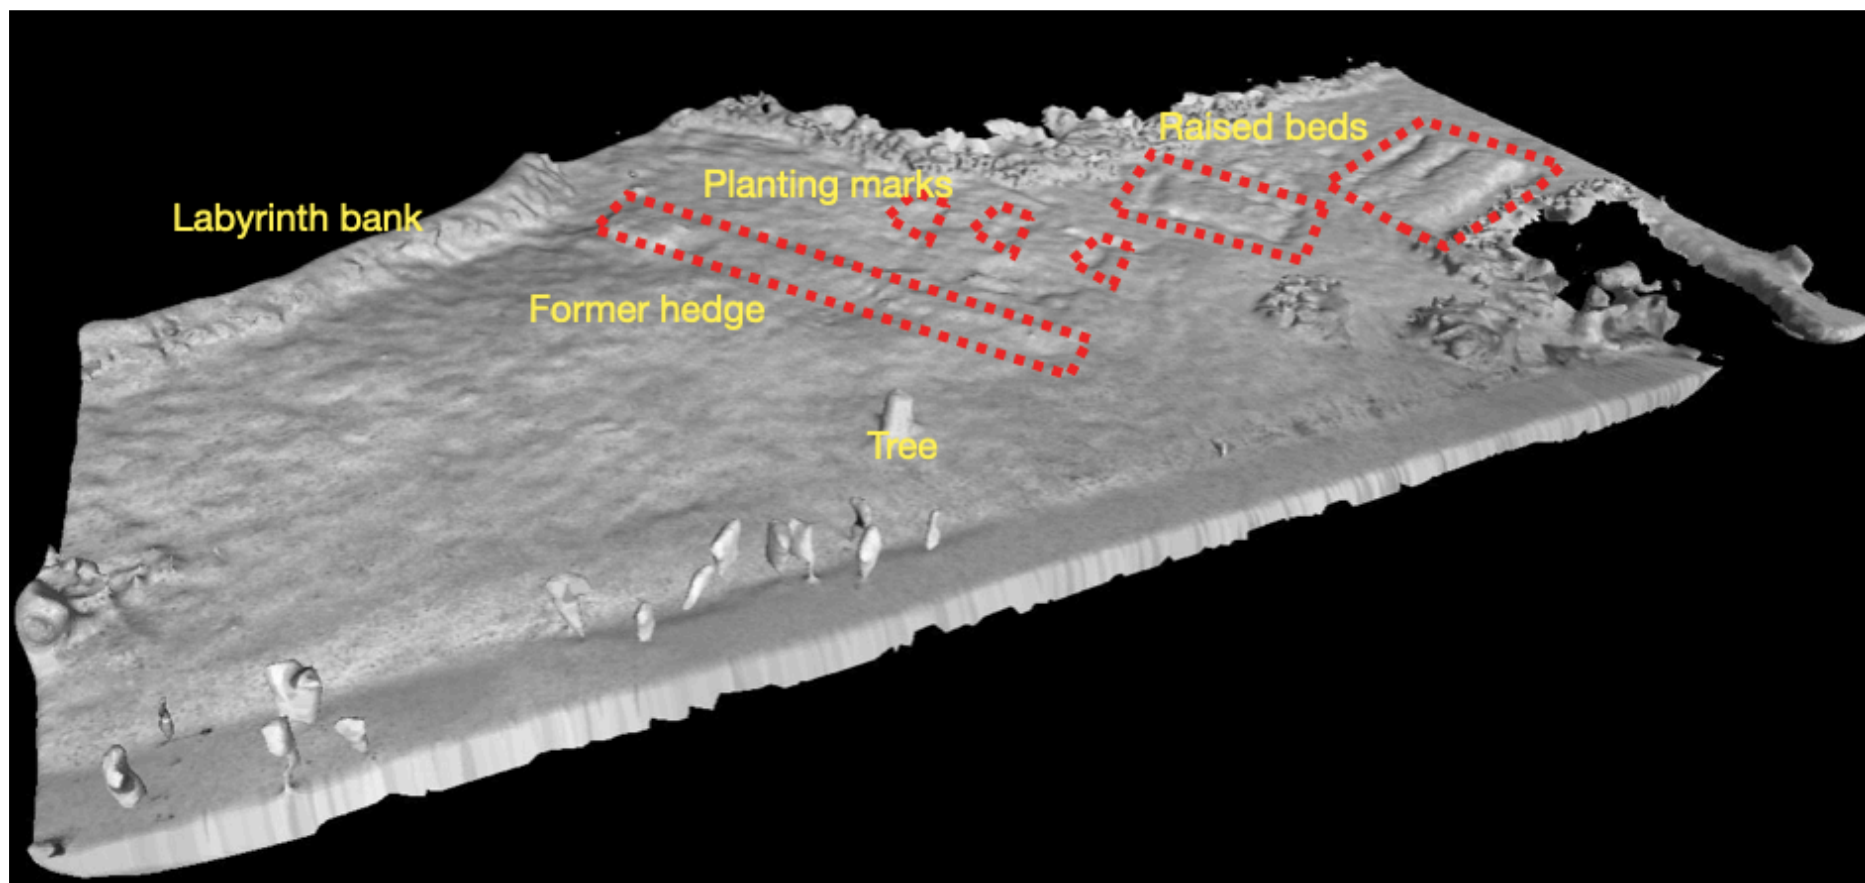 Raised beds
Planting marks
Labyrinth bank
Former hedge
Tree